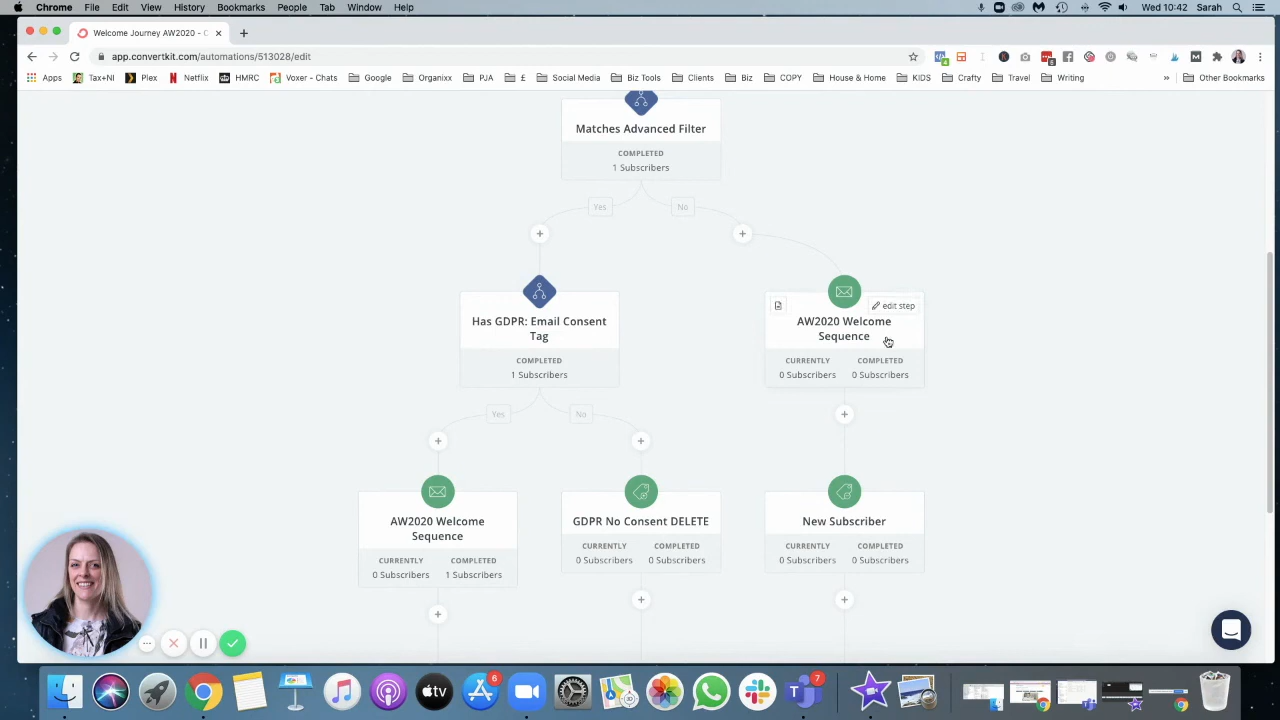 Chrome File Edit View History Bookmarks People Tab Window Help
Wed 10:42 Sarah
Welcome Journey AW2020 - C
app.convertkit.com/automations/513028/edit
Apps Tax+NI Plex Netflix HMRC Voxer - Chats Google Organixx PJA £ Social Media Biz Tools Clients Biz COPY House & Home KIDS Crafty Travel Writing » Other Bookmarks
Matches Advanced Filter
COMPLETED
1 Subscribers
Yes No
edit step
Has GDPR: Email Consent
Tag
COMPLETED
1 Subscribers
AW2020 Welcome
Sequence
CURRENTLY COMPLETED
0 Subscribers 0 Subscribers
Yes No
AW2020 Welcome
Sequence
CURRENTLY COMPLETED
0 Subscribers 1 Subscribers
GDPR No Consent DELETE
CURRENTLY COMPLETED
0 Subscribers 0 Subscribers
New Subscriber
CURRENTLY COMPLETED
0 Subscribers 0 Subscribers
tv
6
3D
7